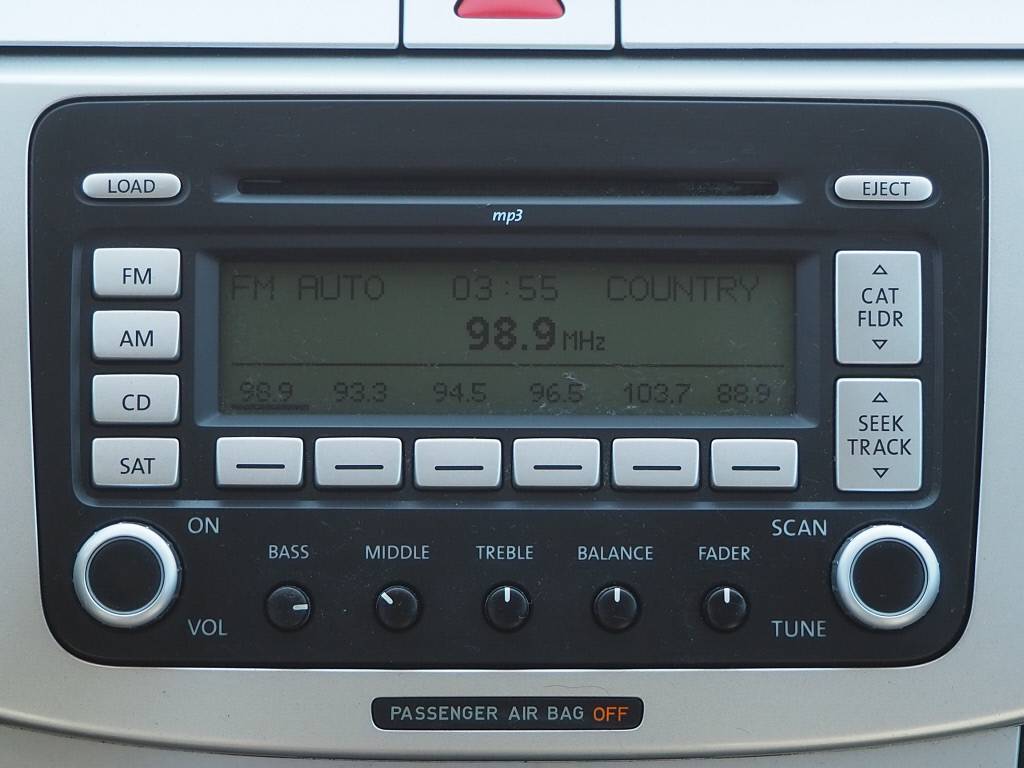 LOAD
EJECT
mp3
FM
AM
CD
SAT
FM AUTO 03:55 COUNTRY
98.9 MHz
98.9 93.3 94.5 96.5 103.7 88.9
CAT
FLDR
SEEK
TRACK
ON
SCAN
BASS MIDDLE TREBLE BALANCE FADER
VOL
TUNE
PASSENGER AIR BAG OFF